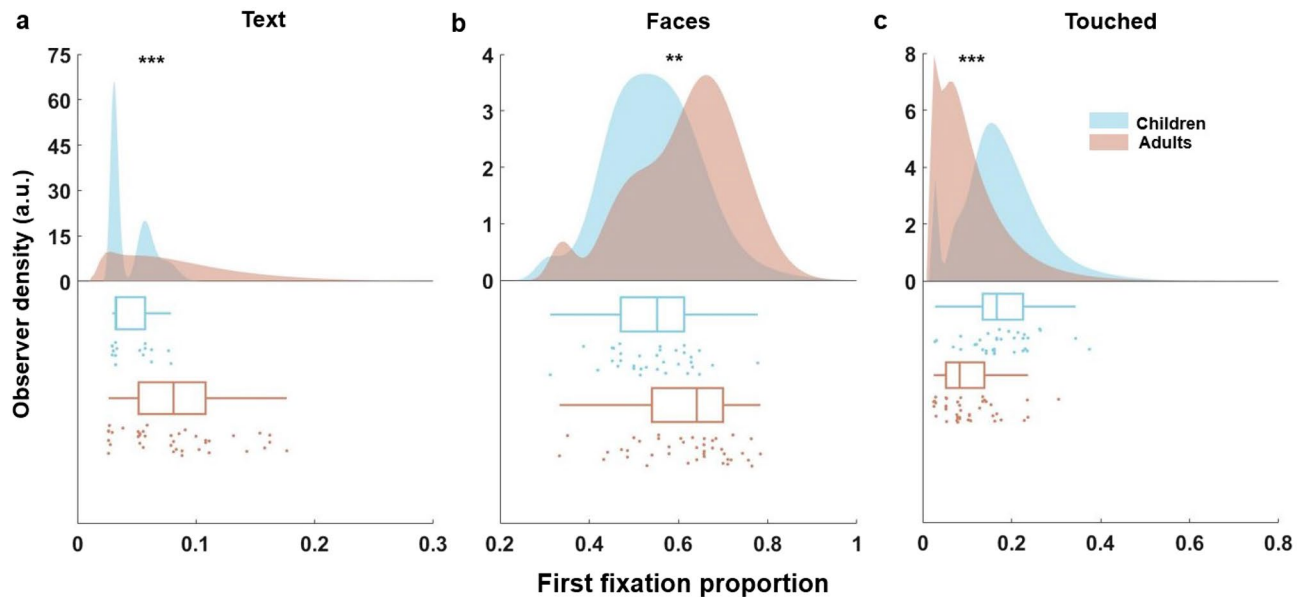 a Text
b Faces
c Touched
***
**
***
75
60
45
30
15
0
4
3
2
1
0
8
6
4
2
0
Children
Adults
Observer density (a.u.)
0 0.1 0.2 0.3
0.2 0.4 0.6 0.8 1
0 0.2 0.4 0.6 0.8
First fixation proportion